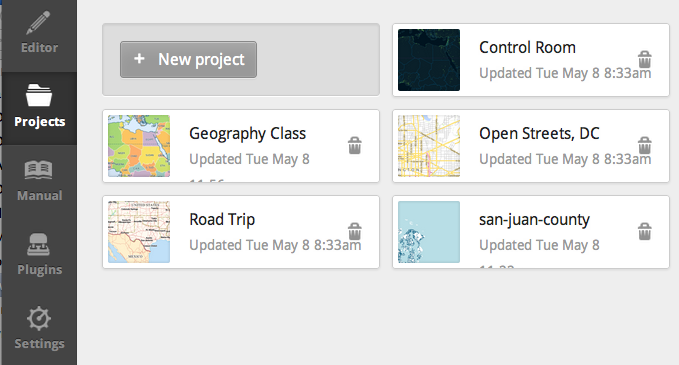 Editor
Projects
Manual
Plugins
Settings
+ New project
Control Room
Updated Tue May 8 8:33am
Geography Class
Updated Tue May 8
Open Streets, DC
Updated Tue May 8 8:33am
Road Trip
Updated Tue May 8 8:33am
san-juan-county
Updated Tue May 8